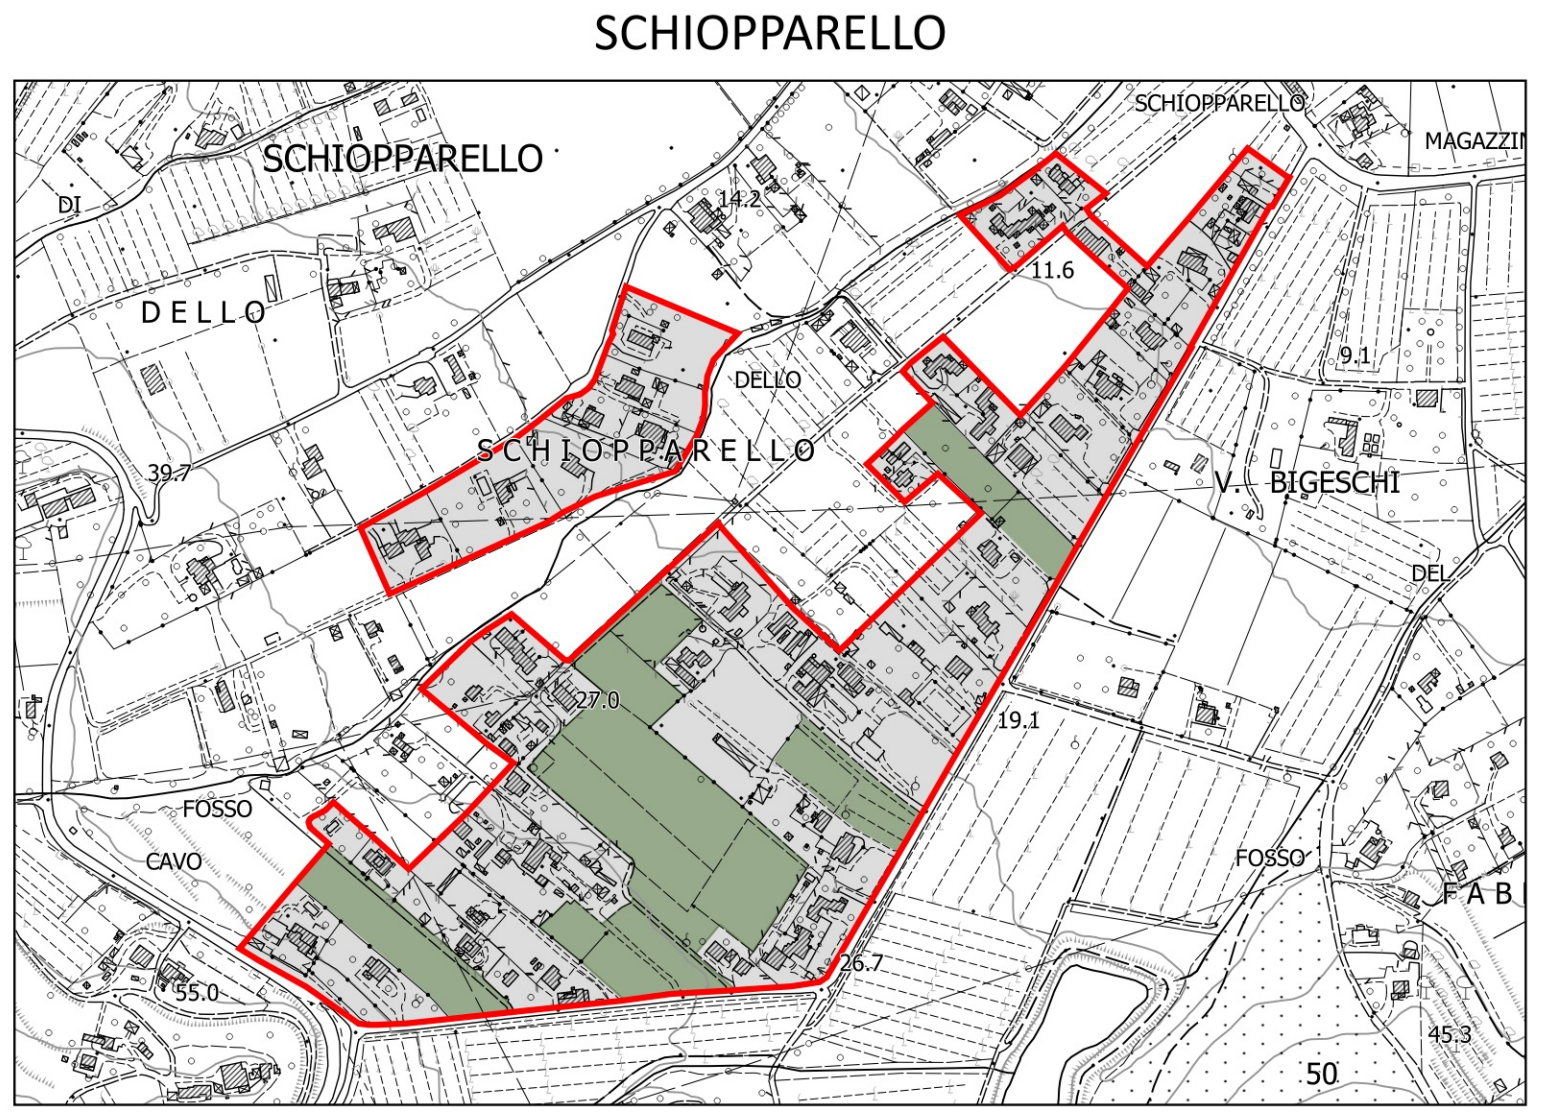 SCHIOPPARELLO
SCHIOPPARELLO
MAGAZZIN
SCHIOPPARELLO
DI
14.2
11.6
DELLO
9.1
DELLO
SCHIOPPARELLO
39.7
V. BIGESCHI
DEL
27.0
19.1
FOSSO
CAVO
FOSSO
FAB
26.7
55.0
45.3
50